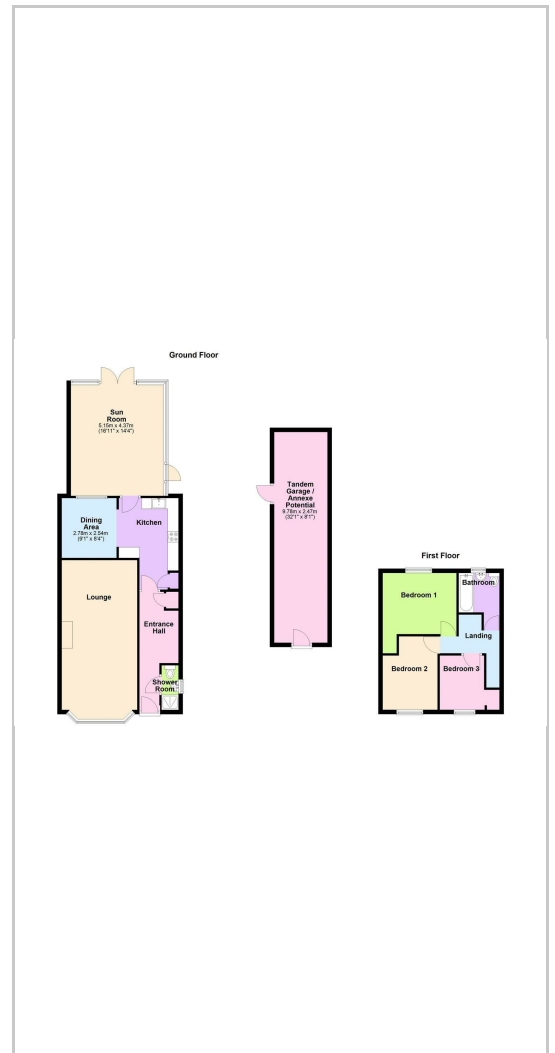 Ground Floor
Sun
Room
5.15m x 4.37m
(16'11" x 14'4")
Dining
Area
2.78m x 2.54m
(9'1" x 8'4")
Kitchen
Lounge
Entrance
Hall
Shower
Room
Tandem
Garage /
Annexe
Potential
9.78m x 2.47m
(32'1" x 8'1")
First Floor
Bathroom
Bedroom 1
Landing
Bedroom 2
Bedroom 3